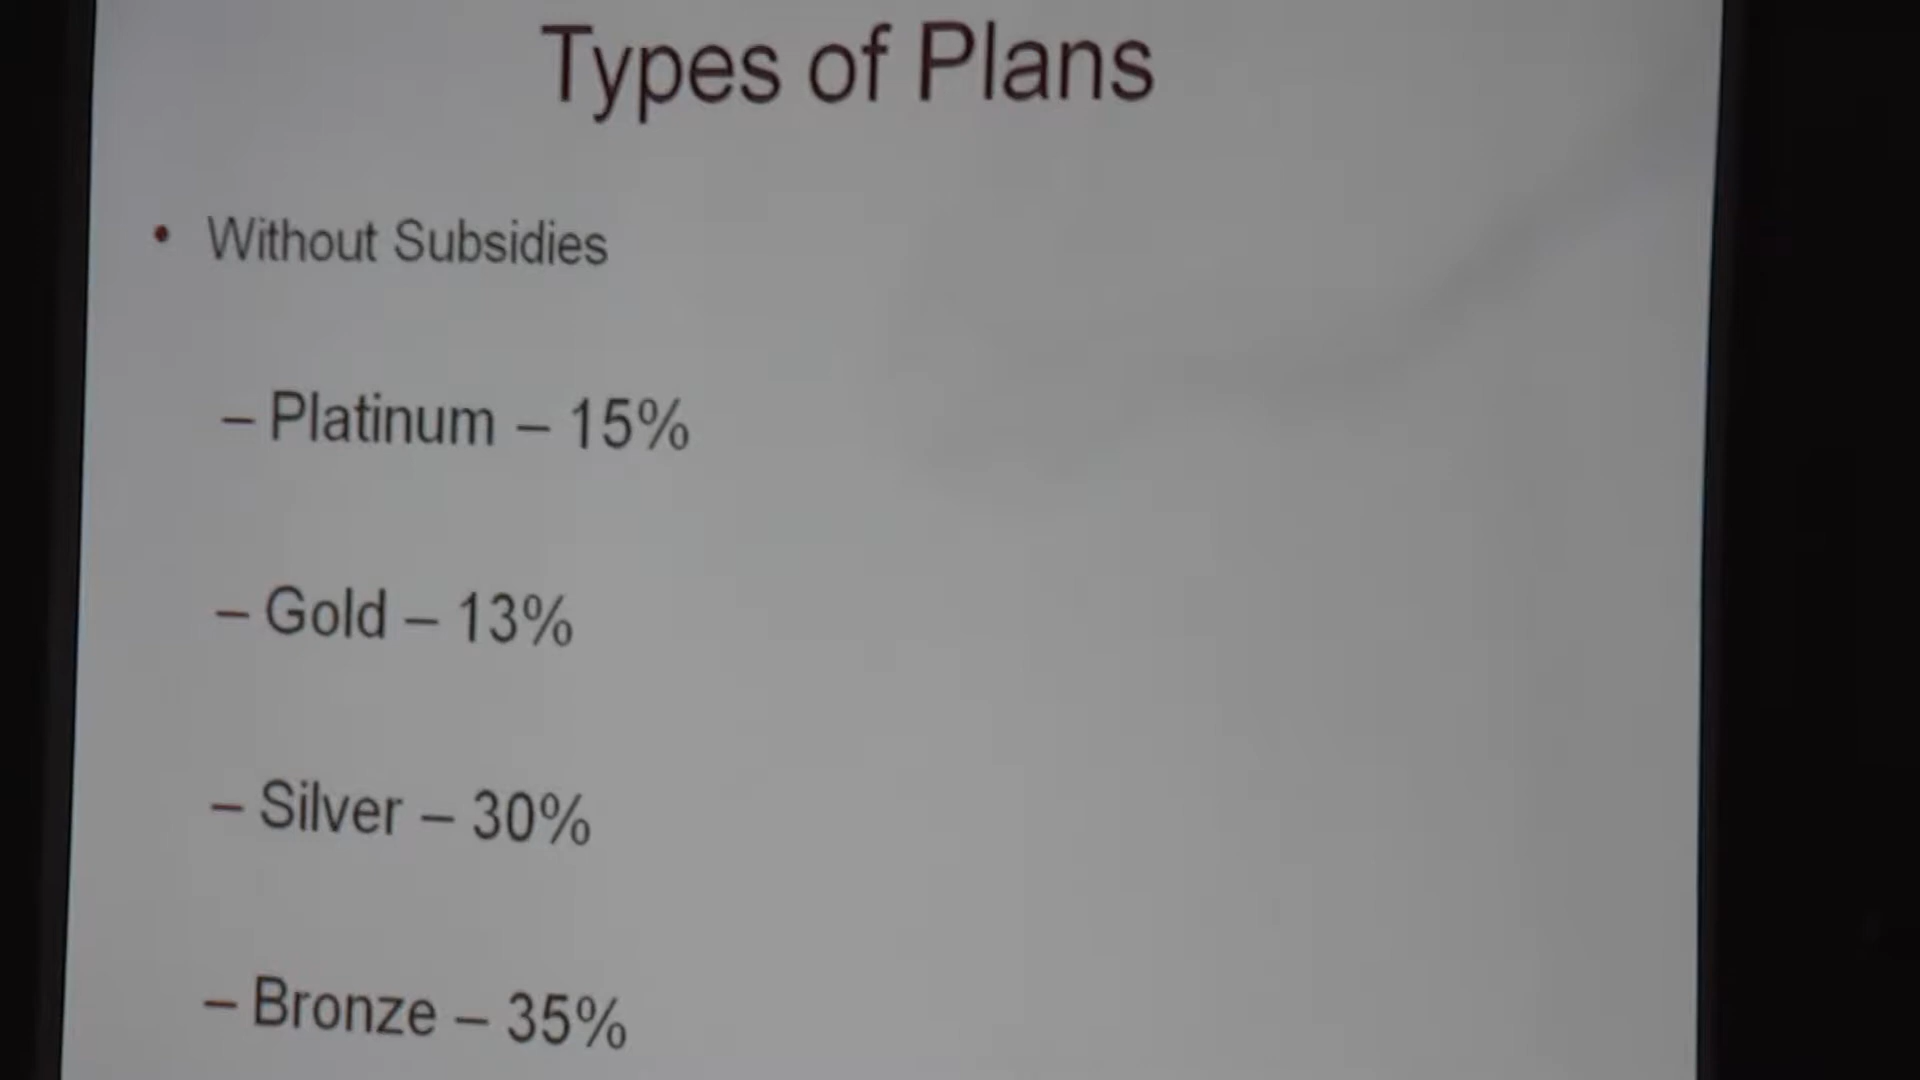 Types of Plans
• Without Subsidies
– Platinum – 15%
– Gold – 13%
– Silver – 30%
– Bronze – 35%